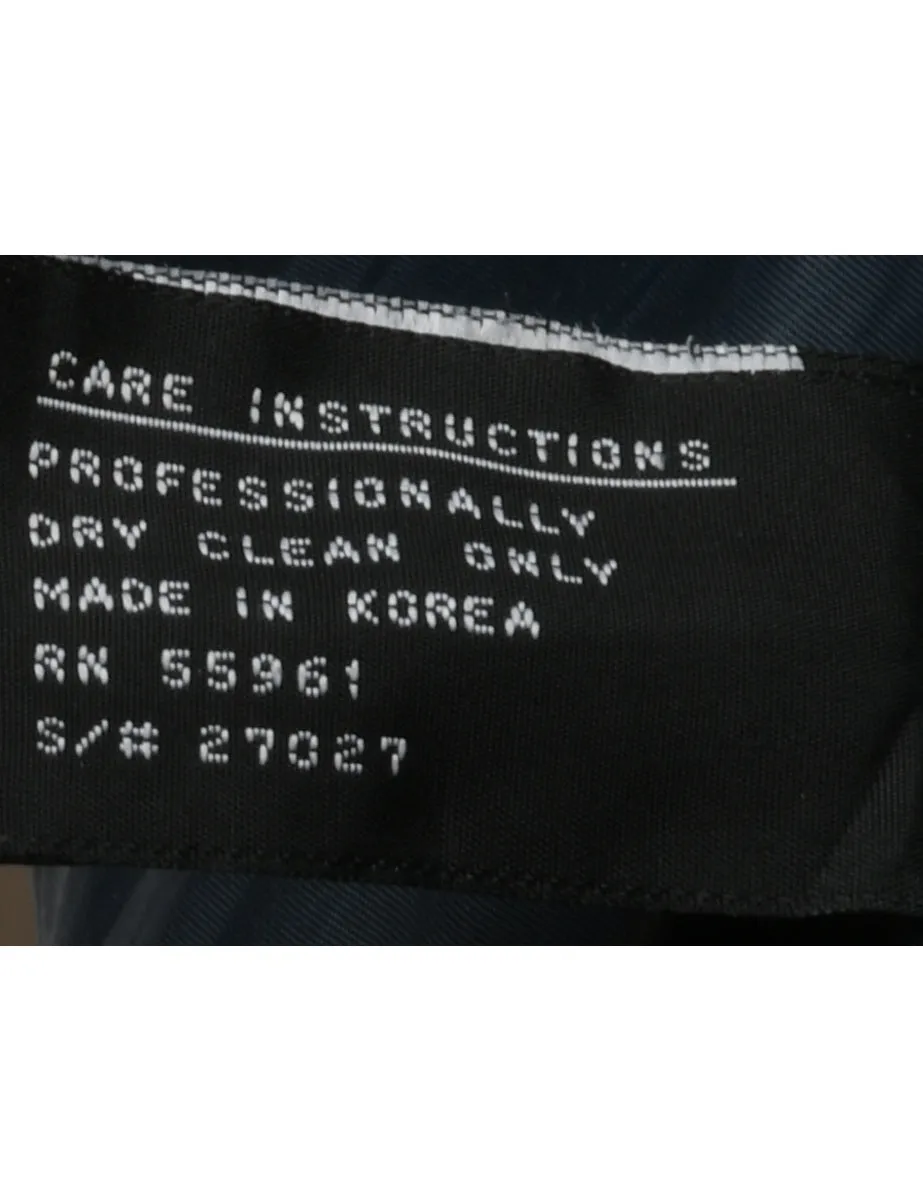 CARE INSTRUCTIONS
PROFESSIONALLY
DRY CLEAN ONLY
MADE IN KOREA
RN 55961
S/# 27027